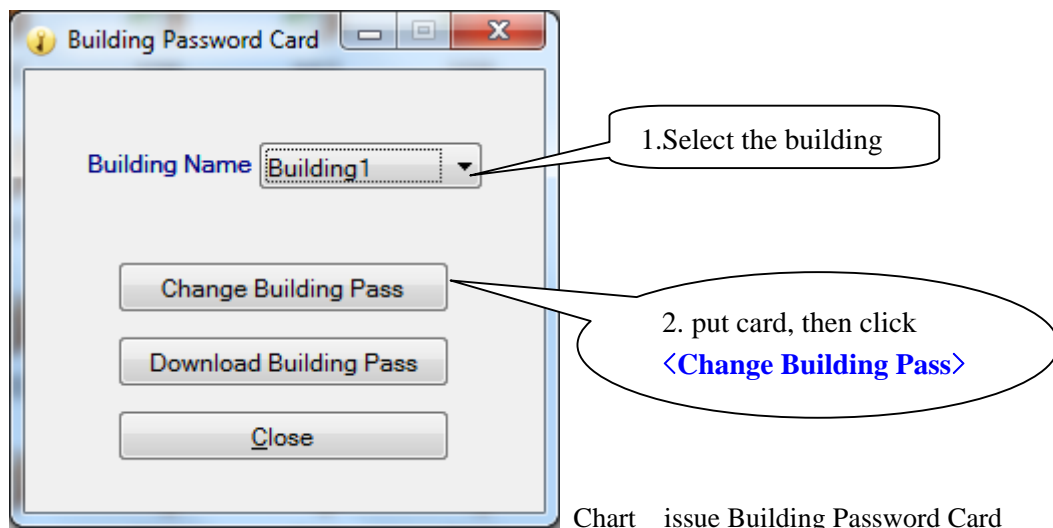 Building Password Card
Building Name Building1
1.Select the building
Change Building Pass
2. put card, then click
<Change Building Pass>
Download Building Pass
Close
Chart issue Building Password Card